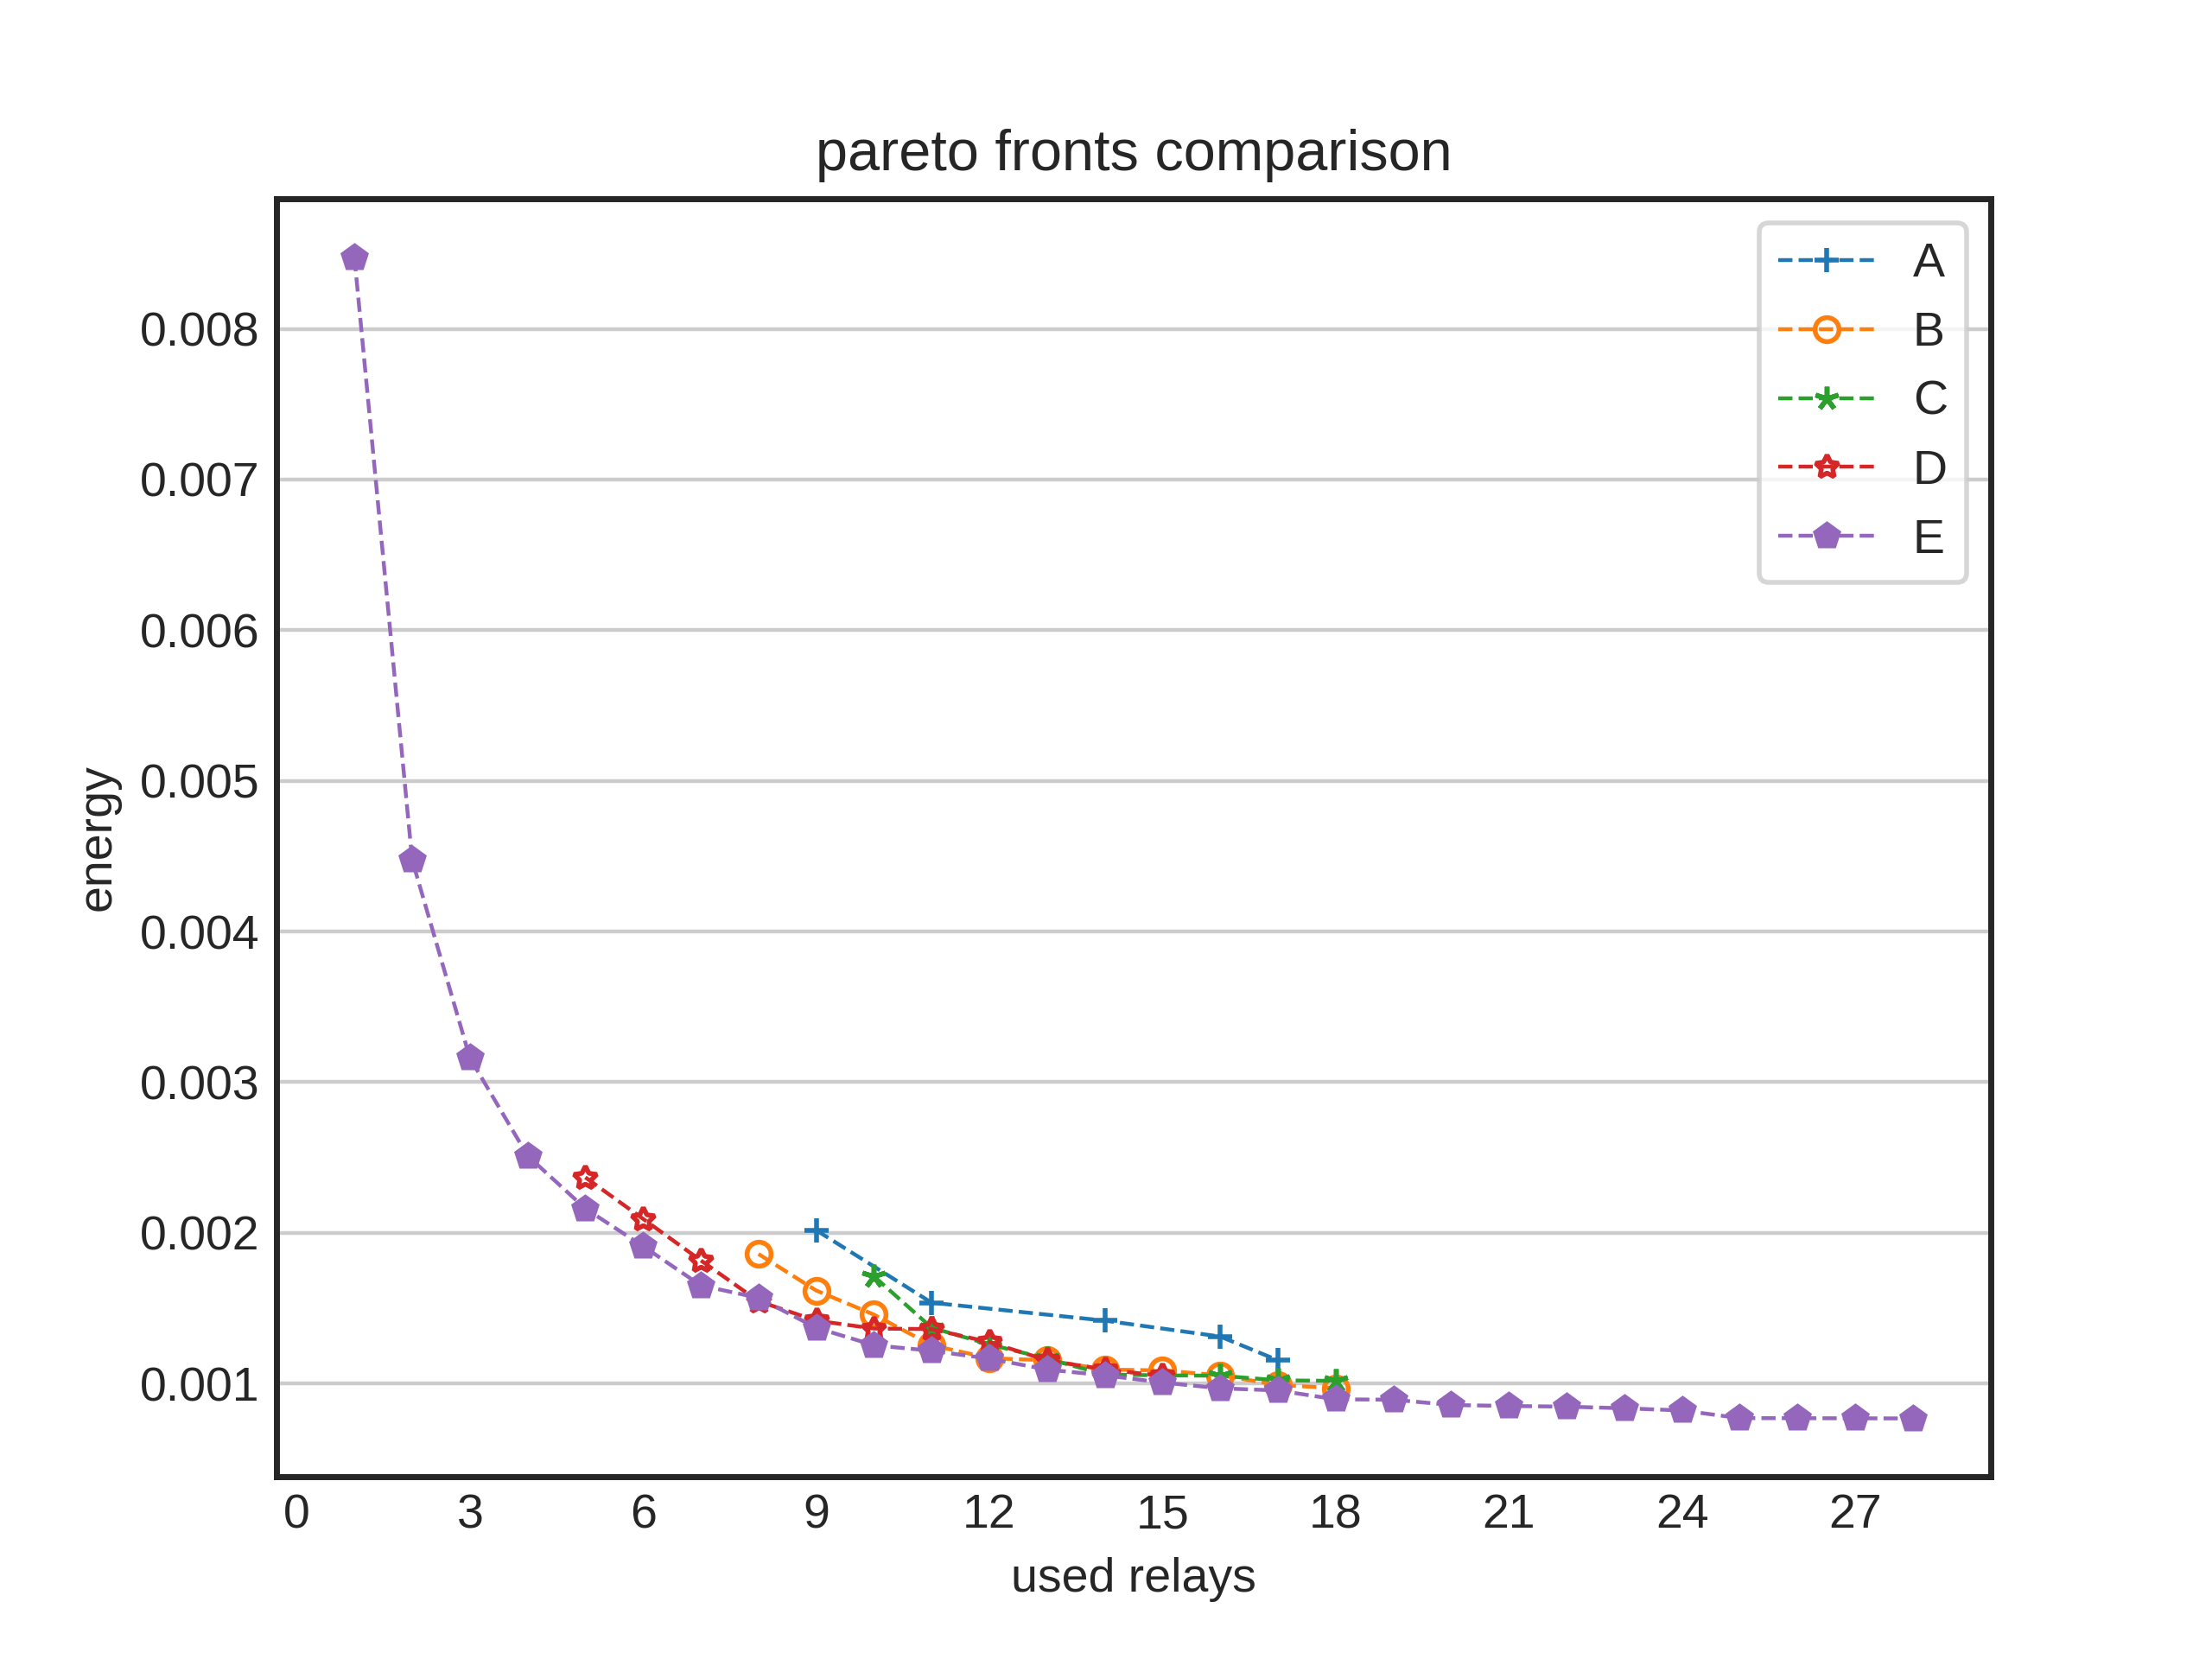 pareto fronts comparison
A
B
C
D
E
0.008
0.007
0.006
0.005
0.004
0.003
0.002
0.001
energy
0 3 6 9 12 15 18 21 24 27
used relays